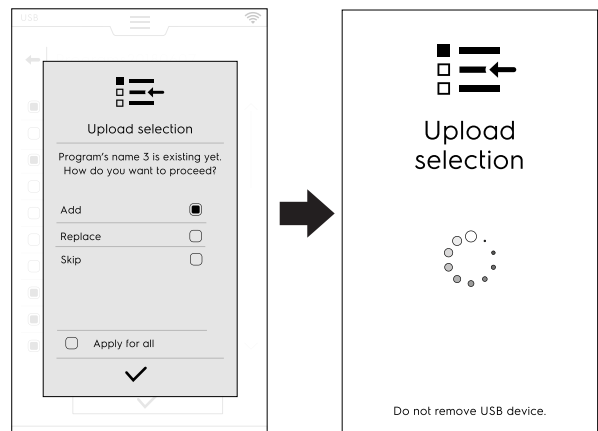 USB
Upload selection
Program's name 3 is existing yet.
How do you want to proceed?
Add
Replace
Skip
Apply for all
Upload
selection
Do not remove USB device.